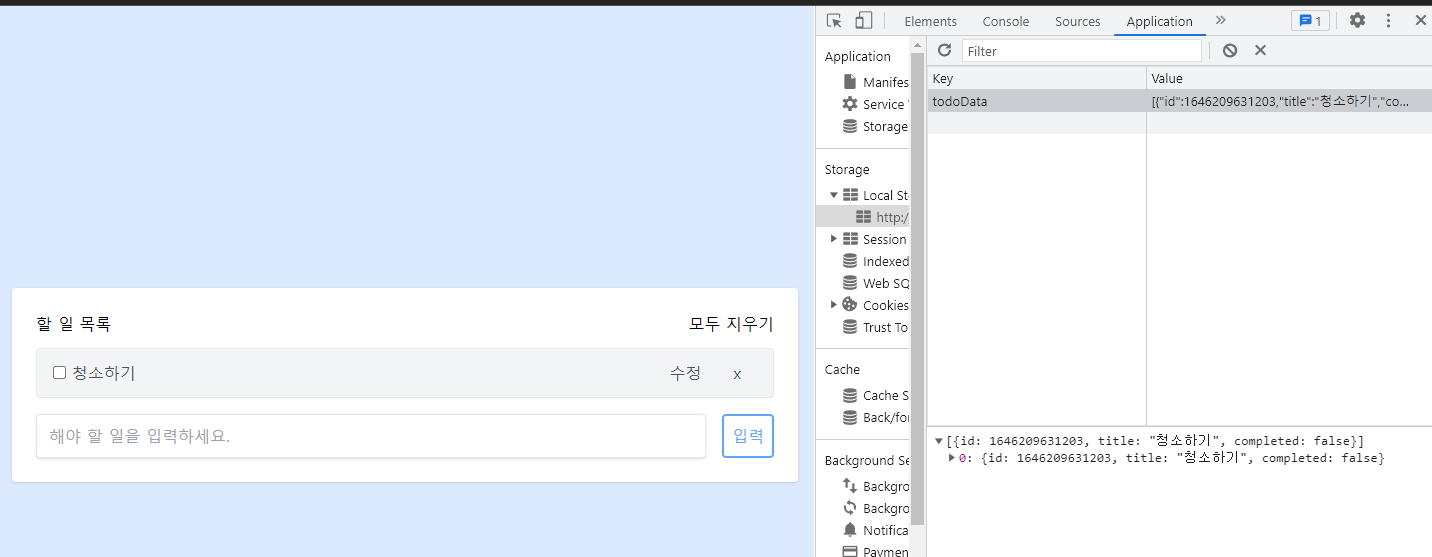 할 일 목록
모두 지우기
청소하기
수정
x
해야 할 일을 입력하세요.
입력
Elements
Console
Sources
Application
1
Application
Manifes
Service
Storage
Storage
Local St
http:/
Session
Indexed
Web SQ
Cookies
Trust To
Cache
Cache S
Back/for
Background Se
Backgro
Backgro
Notifica
Paymen
Filter
Key
Value
todoData
[{"id":1646209631203,"title":"청소하기","co...
[{id: 1646209631203, title: "청소하기", completed: false}]
0: {id: 1646209631203, title: "청소하기", completed: false}